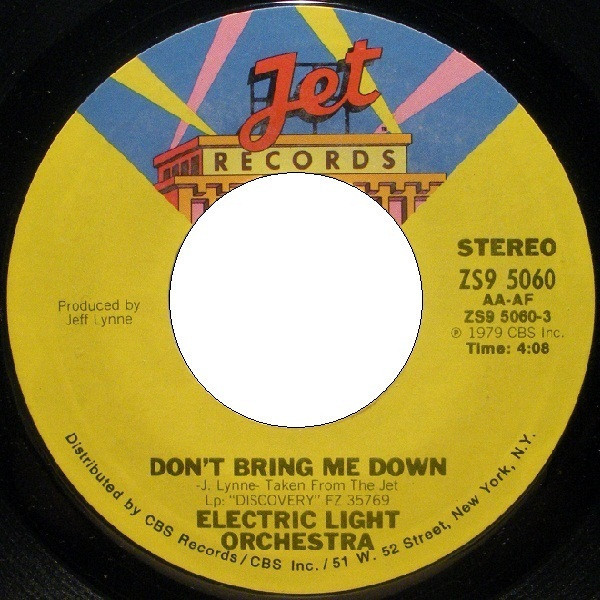 Jet
™
RECORDS
STEREO
ZS9 5060
AA-AF
ZS9 5060-3
℗ 1979 CBS Inc.
Time: 4:08
Produced by
Jeff Lynne
DON'T BRING ME DOWN
-J. Lynne- Taken From The Jet
Lp: "DISCOVERY" FZ 35769
ELECTRIC LIGHT
ORCHESTRA
Distributed by CBS Records/CBS Inc./51 W. 52 Street, New York, N.Y.